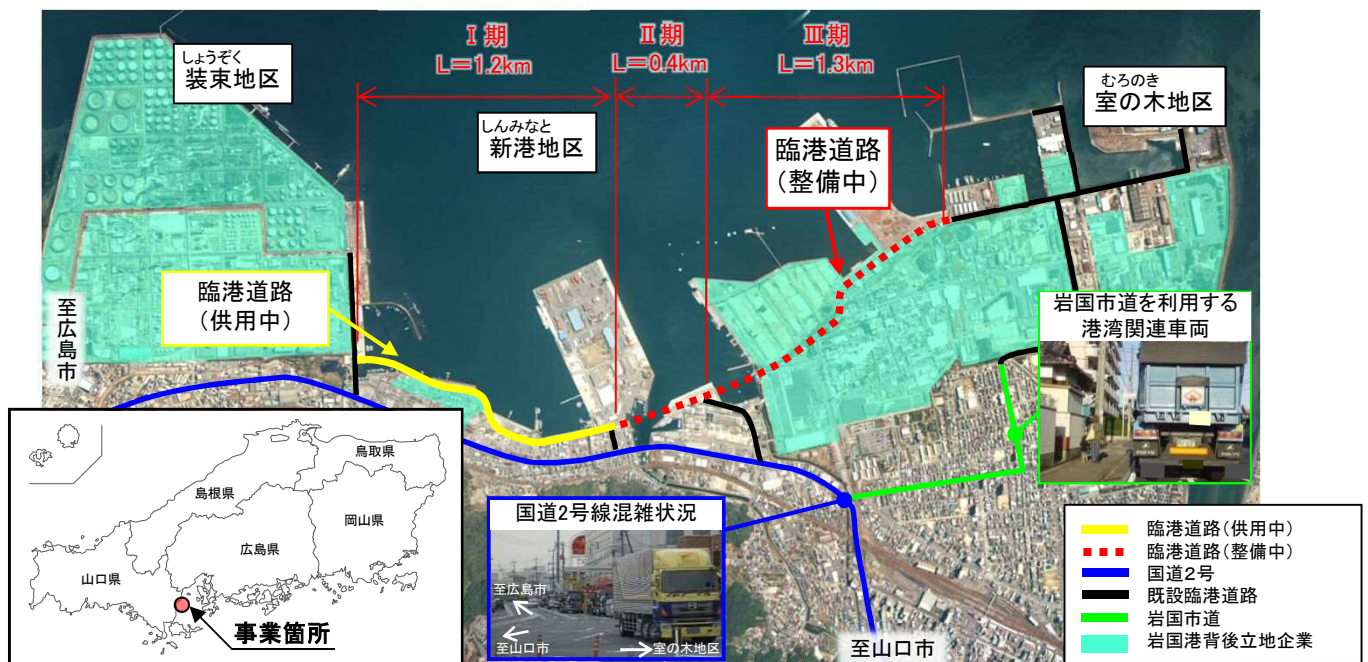 Ⅰ期
L=1.2km
Ⅱ期
L=0.4km
Ⅲ期
L=1.3km
しょうぞく
装束地区
しんみなと
新港地区
むろのき
室の木地区
臨港道路
(整備中)
臨港道路
(供用中)
至広島市
岩国市道を利用する
港湾関連車両
鳥取県
島根県
岡山県
広島県
山口県
事業箇所
国道2号線混雑状況
至広島市
至山口市
室の木地区
至山口市
臨港道路(供用中)
臨港道路(整備中)
国道2号
既設臨港道路
岩国市道
岩国港背後立地企業